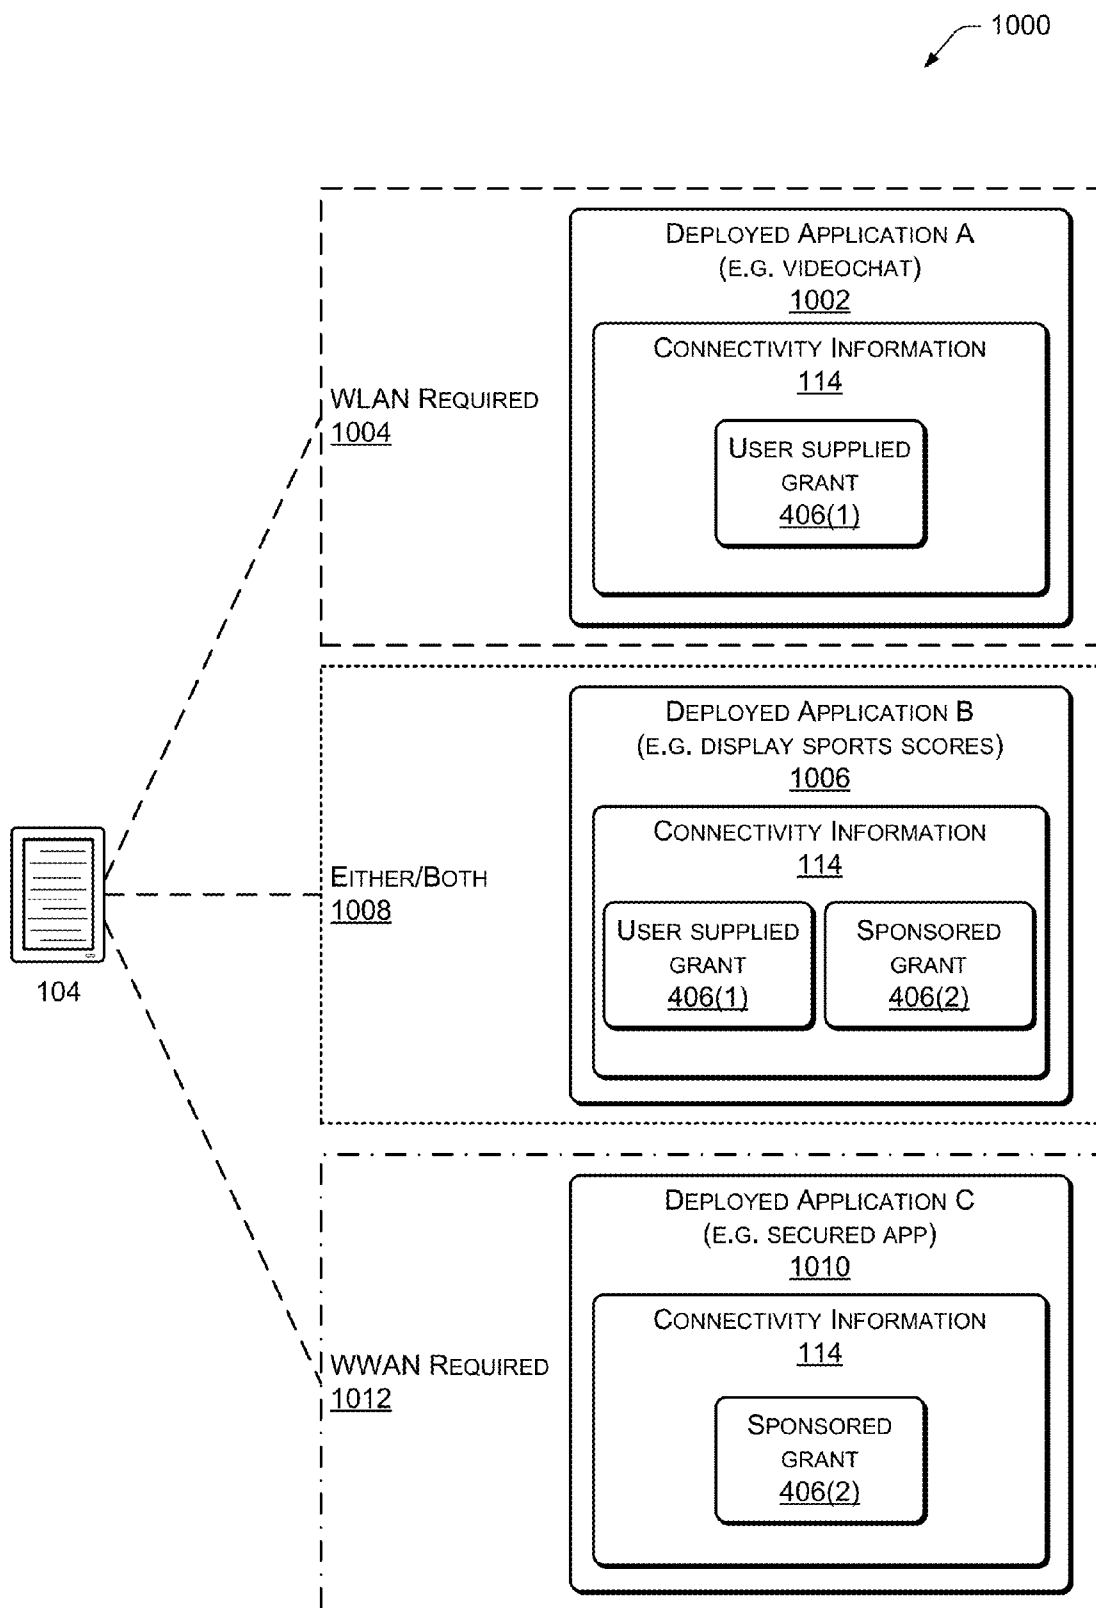 1000
DEPLOYED APPLICATION A
(E.G. VIDEOCHAT)
1002
CONNECTIVITY INFORMATION
114
WLAN REQUIRED
1004
USER SUPPLIED
GRANT
406(1)
DEPLOYED APPLICATION B
(E.G. DISPLAY SPORTS SCORES)
1006
CONNECTIVITY INFORMATION
114
EITHER/BOTH
1008
USER SUPPLIED
GRANT
406(1)
SPONSORED
GRANT
406(2)
104
DEPLOYED APPLICATION C
(E.G. SECURED APP)
1010
CONNECTIVITY INFORMATION
114
WWAN REQUIRED
1012
SPONSORED
GRANT
406(2)